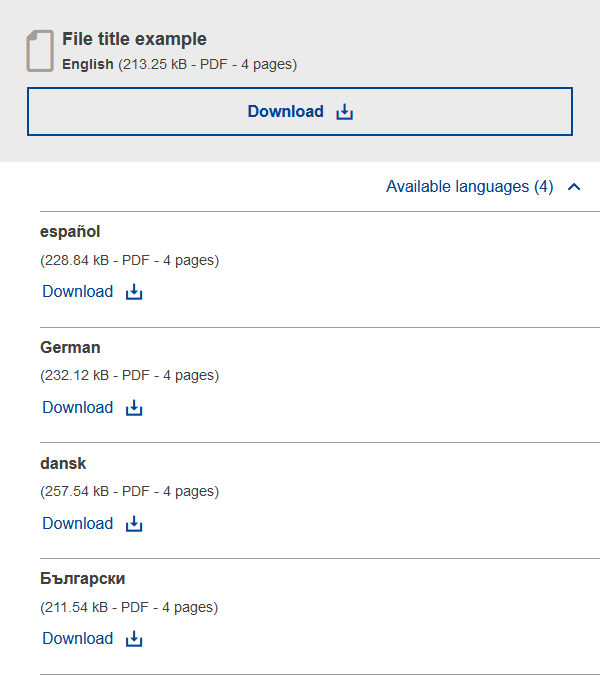 File title example
English (213.25 kB - PDF - 4 pages)
Download
Available languages (4)
español
(228.84 kB - PDF - 4 pages)
Download
German
(232.12 kB - PDF - 4 pages)
Download
dansk
(257.54 kB - PDF - 4 pages)
Download
Български
(211.54 kB - PDF - 4 pages)
Download